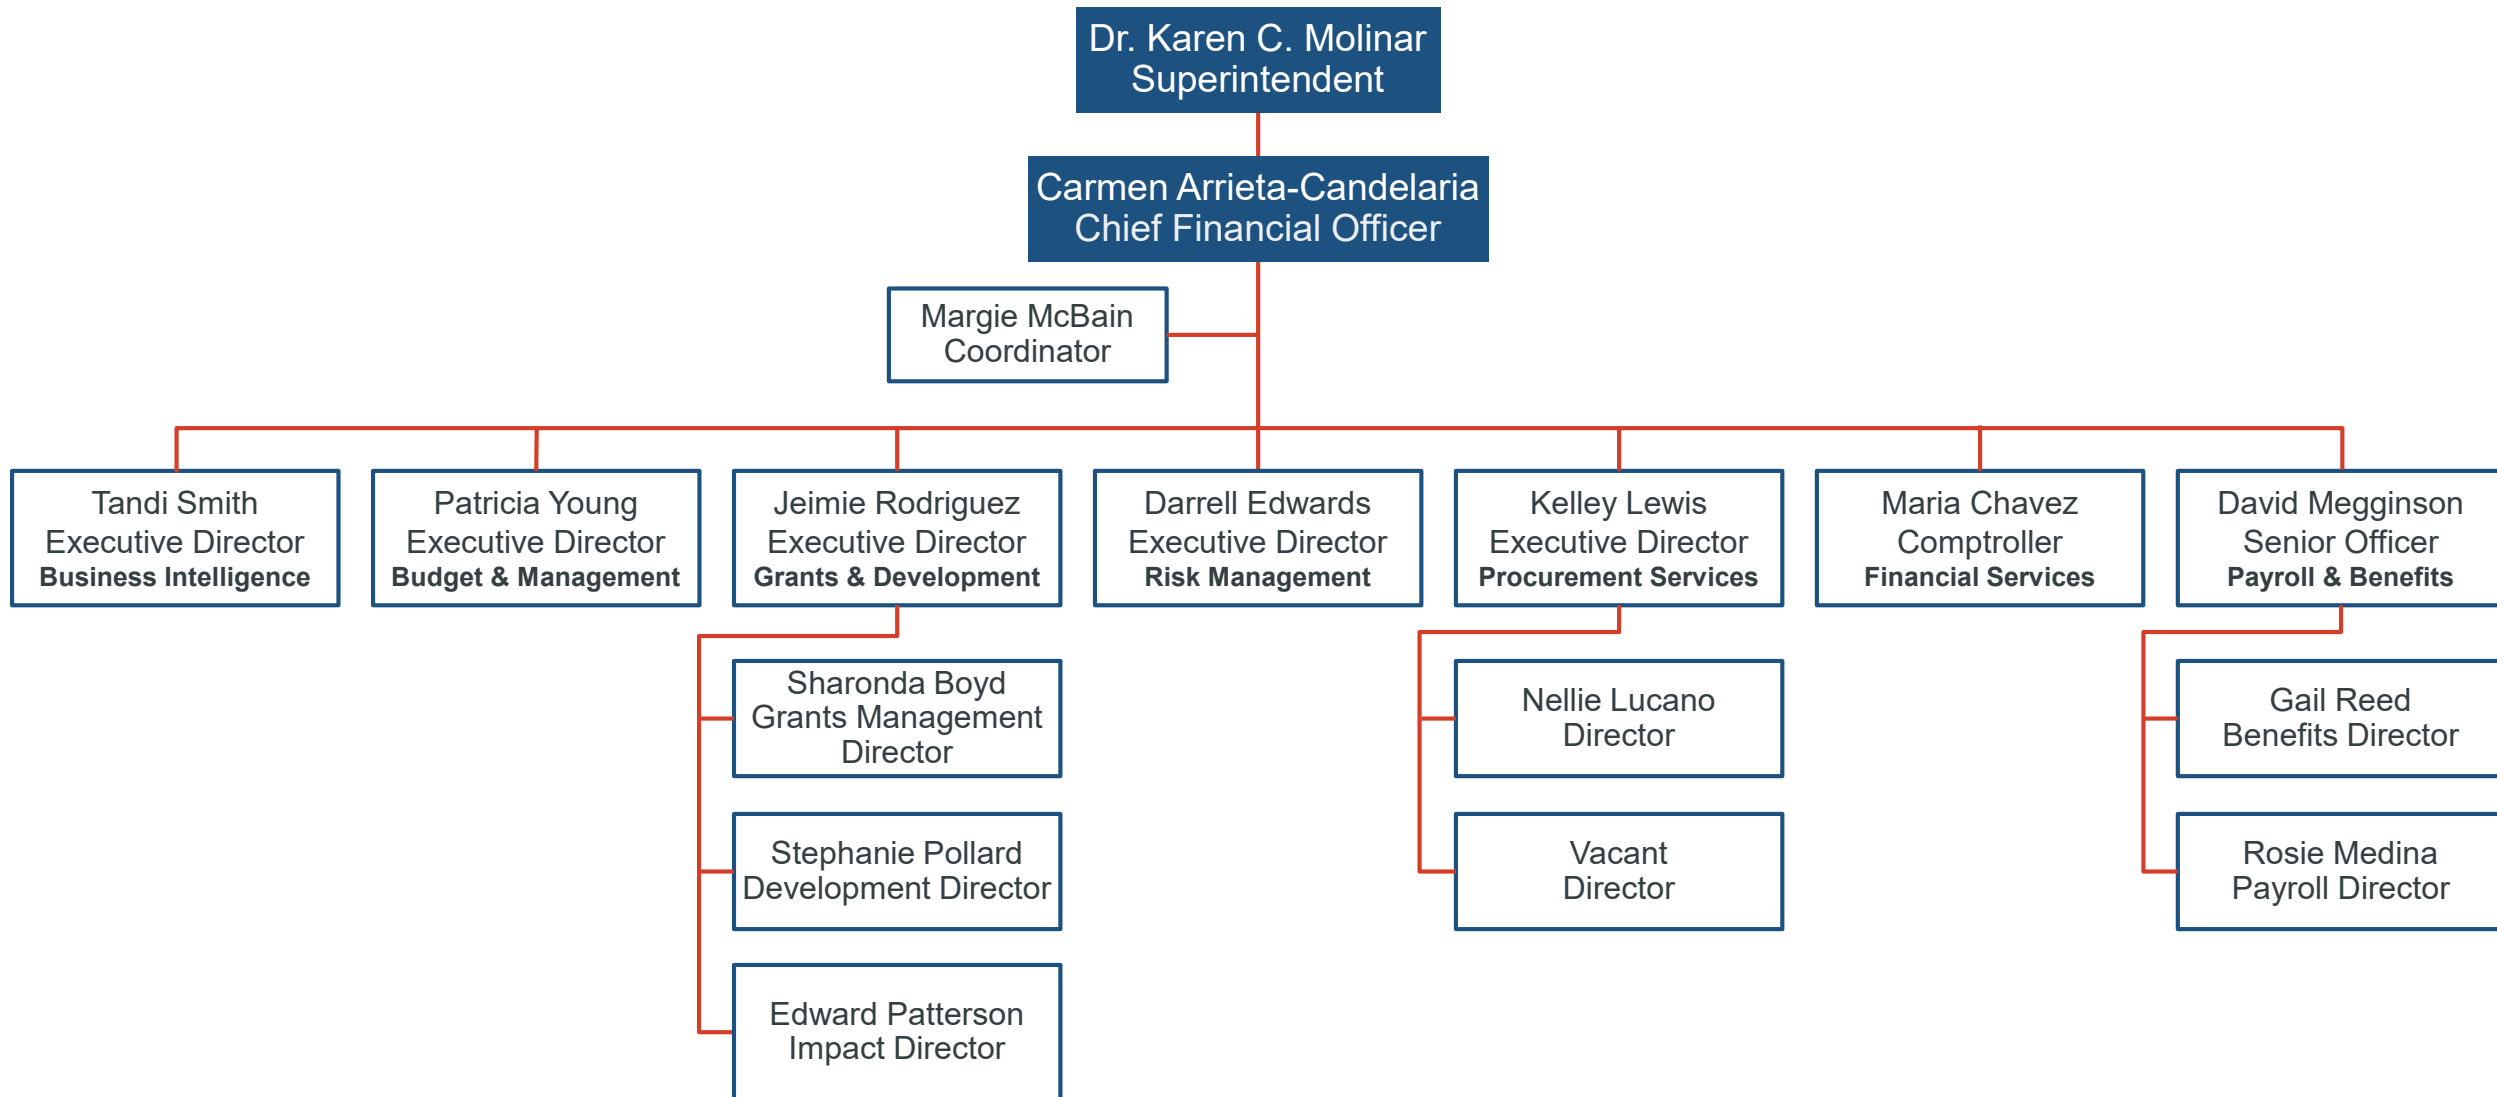 Dr. Karen C. Molinar
Superintendent
Carmen Arrieta-Candelaria
Chief Financial Officer
Margie McBain
Coordinator
Tandi Smith
Executive Director
Business Intelligence
Patricia Young
Executive Director
Budget & Management
Jeimie Rodriguez
Executive Director
Grants & Development
Darrell Edwards
Executive Director
Risk Management
Kelley Lewis
Executive Director
Procurement Services
Maria Chavez
Comptroller
Financial Services
David Megginson
Senior Officer
Payroll & Benefits
Sharonda Boyd
Grants Management
Director
Stephanie Pollard
Development Director
Edward Patterson
Impact Director
Nellie Lucano
Director
Vacant
Director
Gail Reed
Benefits Director
Rosie Medina
Payroll Director